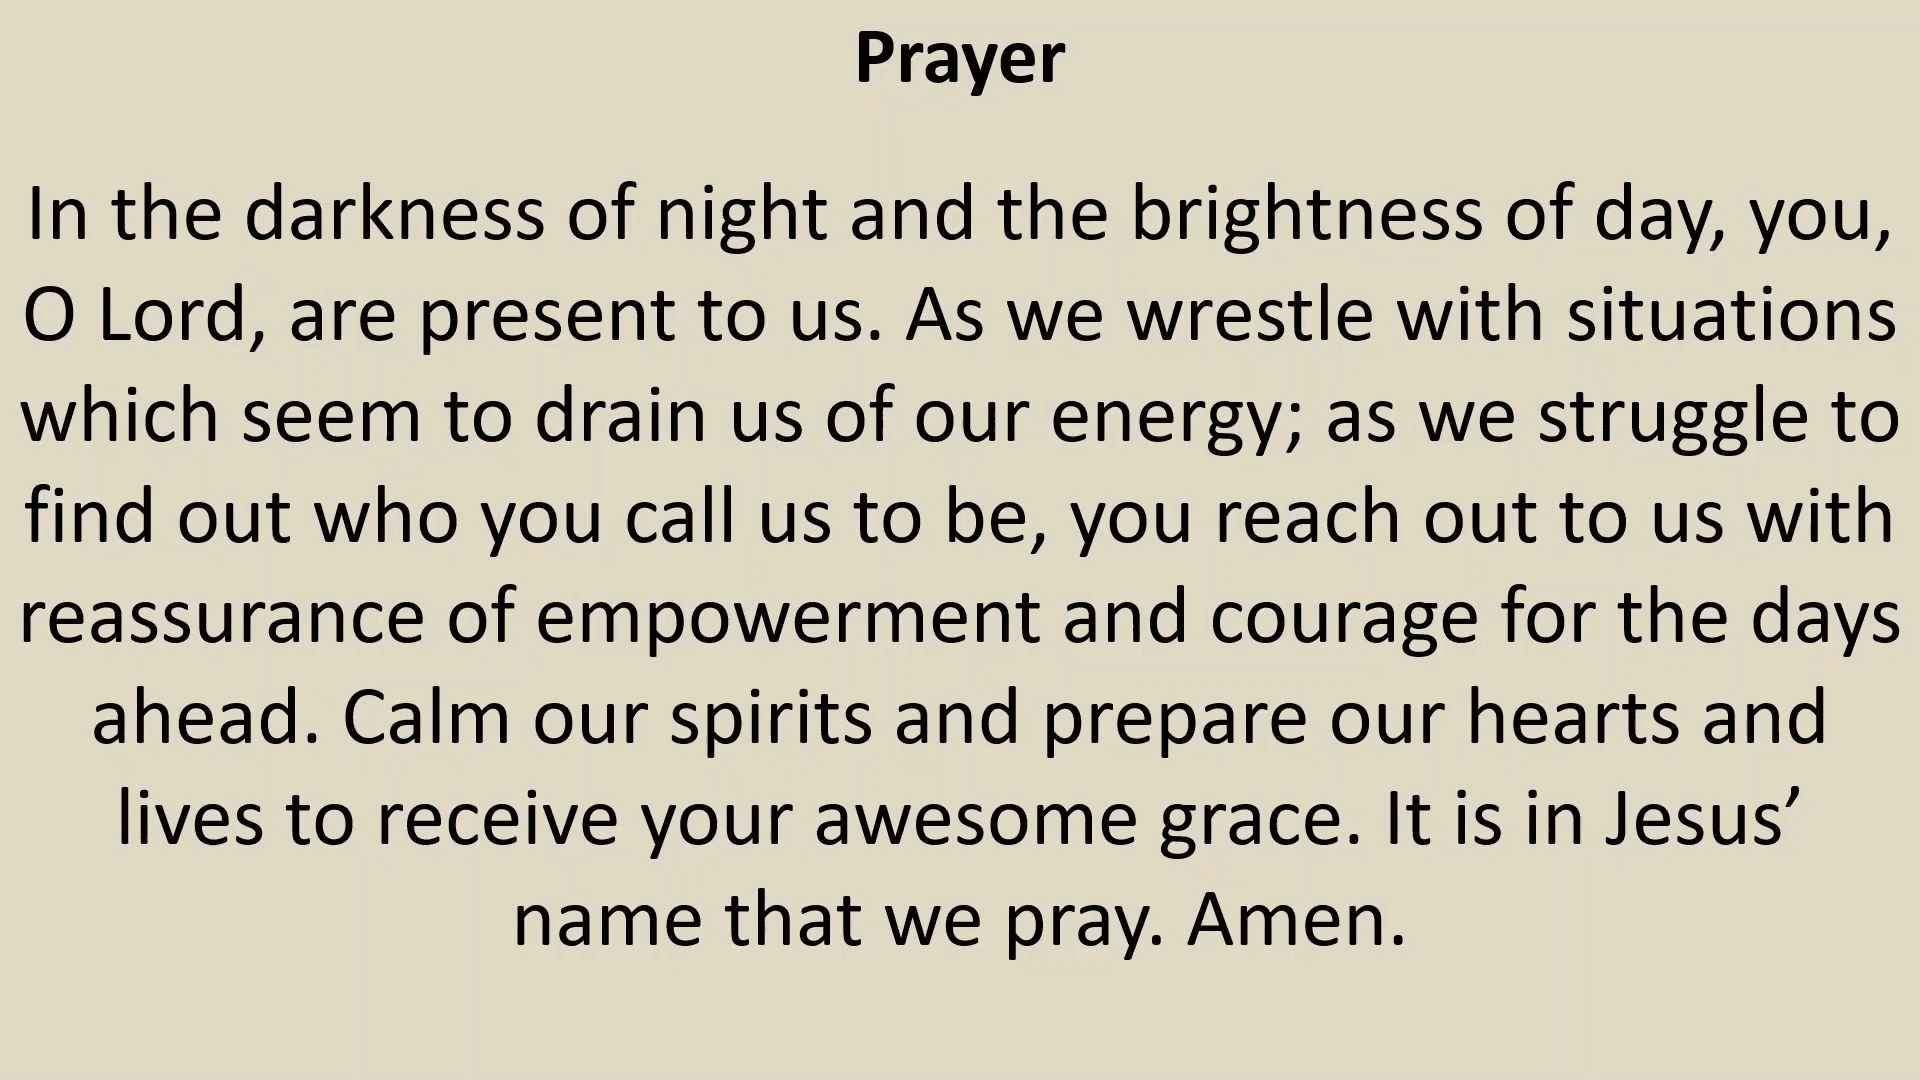 Prayer
In the darkness of night and the brightness of day, you,
O Lord, are present to us. As we wrestle with situations
which seem to drain us of our energy; as we struggle to
find out who you call us to be, you reach out to us with
reassurance of empowerment and courage for the days
ahead. Calm our spirits and prepare our hearts and
lives to receive your awesome grace. It is in Jesus’
name that we pray. Amen.